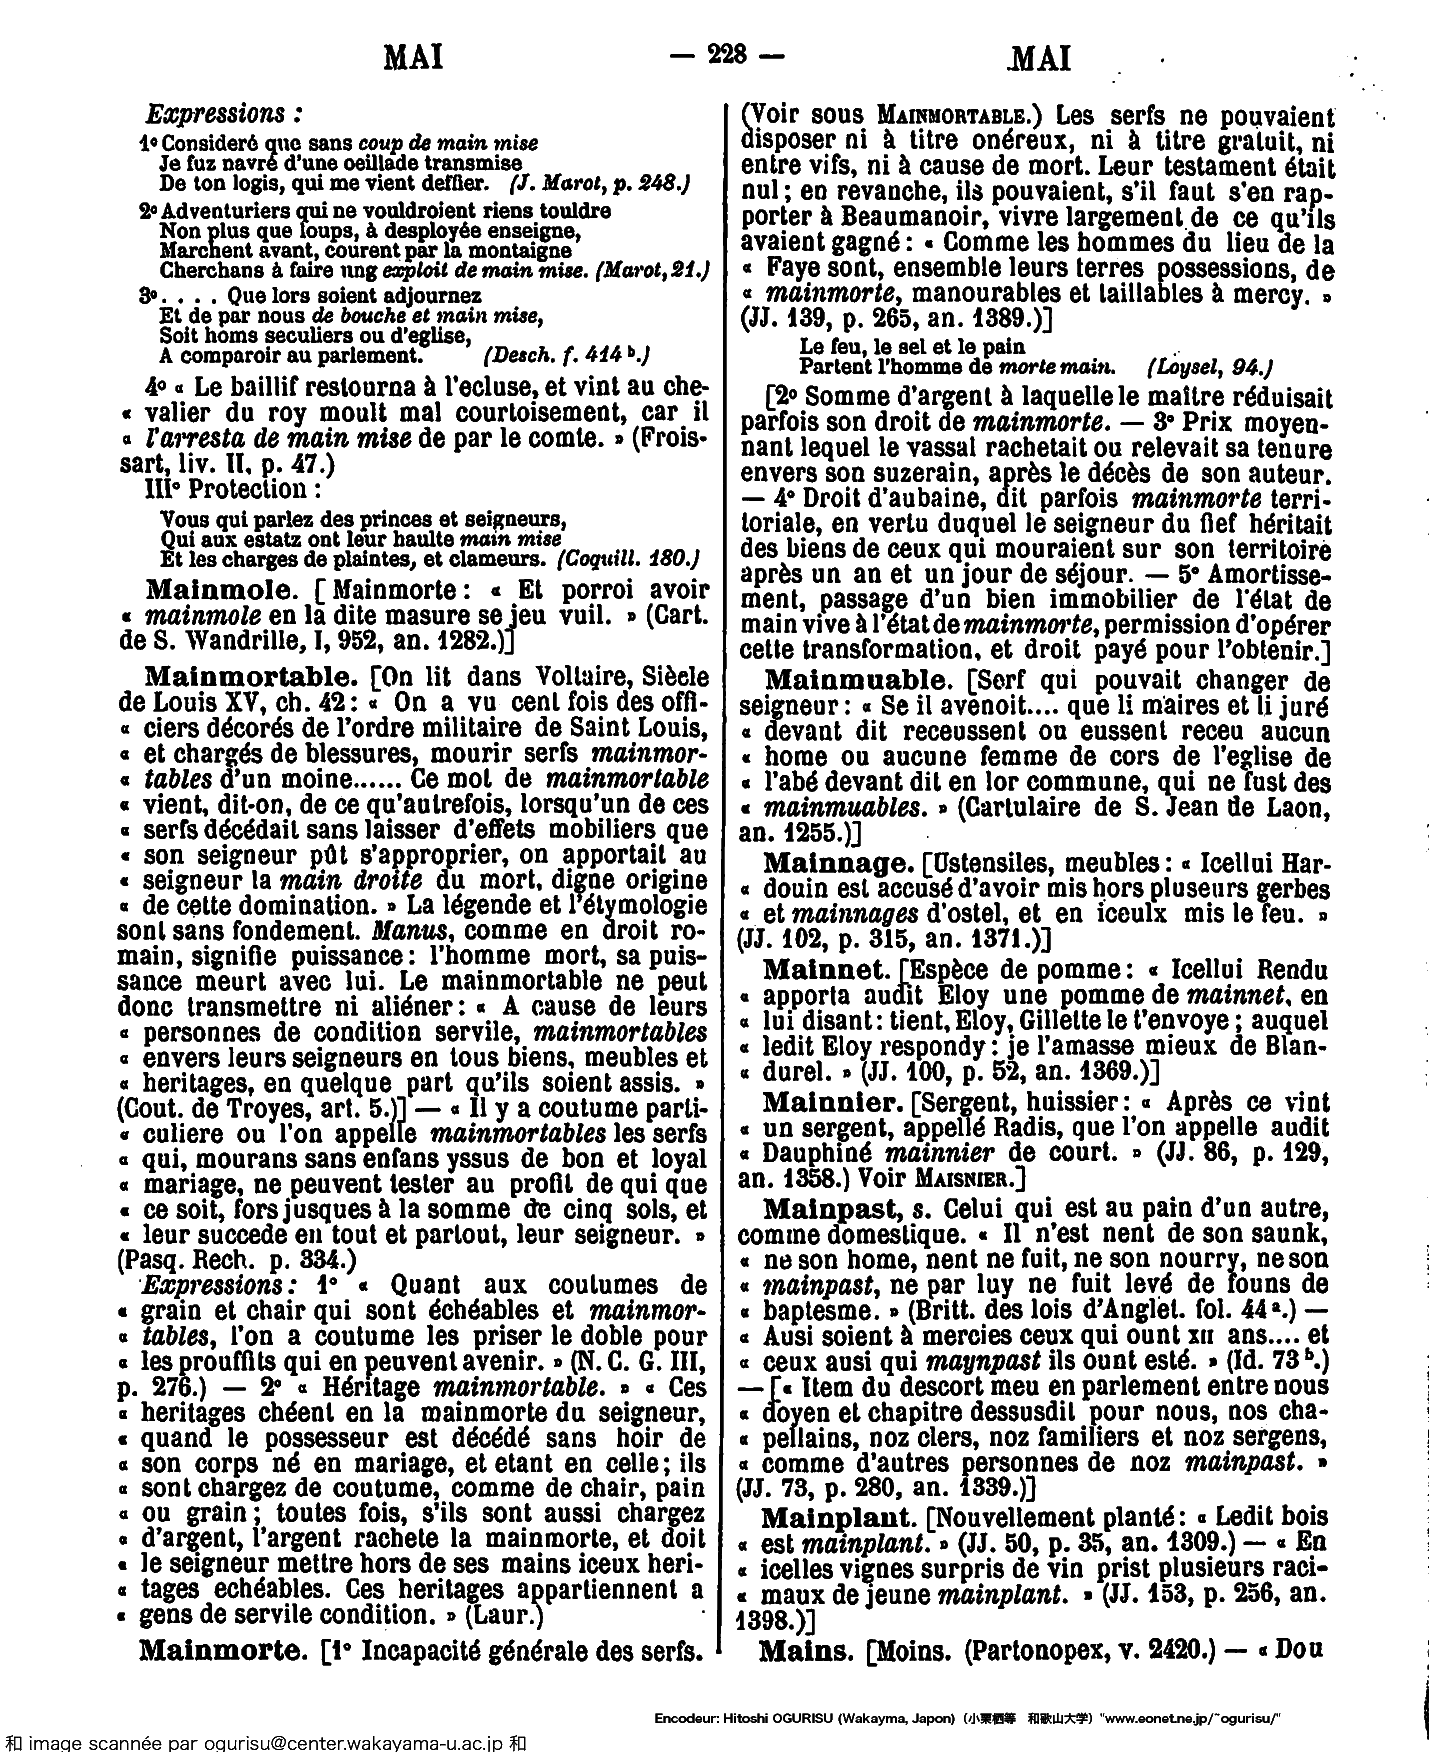 MAI — 228 — MAI
Expressions :
1º Consideré que sans coup de main mise
Je fuz navré d'une oeillade transmise
De ton logis, qui me vient deffier. (J. Marot, p. 248.)
2º Adventuriers qui ne vouldroient riens touldre
Non plus que loups, à desployée enseigne,
Marchent avant, courent par la montaigne
Cherchans à faire ung exploit de main mise. (Marot, 21.)
3º. . . . Que lors soient adjournez
Et de par nous de bouche et main mise,
Soit homs seculiers ou d'eglise,
A comparoir au parlement. (Desch. f. 414 b.)
4º « Le baillif restourna à l'ecluse, et vint au che-
« valier du roy moult mal courtoisement, car il
« l'arresta de main mise de par le comte. » (Frois-
sart, liv. II, p. 47.)
IIIº Protection :
Vous qui parlez des princes et seigneurs,
Qui aux estatz ont leur haulte main mise
Et les charges de plaintes, et clameurs. (Coquill. 180.)
Mainmole. [Mainmorte : « Et porroi avoir
« mainmole en la dite masure se jeu vuil. » (Cart.
de S. Wandrille, I, 952, an. 1282.)]
Mainmortable. [On lit dans Voltaire, Siècle
de Louis XV, ch. 42 : « On a vu cent fois des offi-
« ciers décorés de l'ordre militaire de Saint Louis,
« et chargés de blessures, mourir serfs mainmor-
« tables d'un moine...... Ce mot de mainmortable
« vient, dit-on, de ce qu'autrefois, lorsqu'un de ces
« serfs décédait sans laisser d'effets mobiliers que
« son seigneur pût s'approprier, on apportait au
« seigneur la main droite du mort, digne origine
« de cette domination. » La légende et l'étymologie
sont sans fondement. Manus, comme en droit ro-
main, signifie puissance : l'homme mort, sa puis-
sance meurt avec lui. Le mainmortable ne peut
donc transmettre ni aliéner : « A cause de leurs
« personnes de condition servile, mainmortables
« envers leurs seigneurs en tous biens, meubles et
« heritages, en quelque part qu'ils soient assis. »
(Cout. de Troyes, art. 5.)] — « Il y a coutume parti-
« culiere ou l'on appelle mainmortables les serfs
« qui, mourans sans enfans yssus de bon et loyal
« mariage, ne peuvent tester au profit de qui que
« ce soit, fors jusques à la somme de cinq sols, et
« leur succede en tout et partout, leur seigneur. »
(Pasq. Rech. p. 334.)
Expressions : 1º « Quant aux coutumes de
« grain et chair qui sont échéables et mainmor-
« tables, l'on a coutume les priser le doble pour
« les prouffits qui en peuvent avenir. » (N. C. G. III,
p. 276.) — 2º « Héritage mainmortable. » « Ces
« heritages chéent en la mainmorte du seigneur,
« quand le possesseur est décédé sans hoir de
« son corps né en mariage, et etant en celle ; ils
« sont chargez de coutume, comme de chair, pain
« ou grain ; toutes fois, s'ils sont aussi chargez
« d'argent, l'argent rachete la mainmorte, et doit
« le seigneur mettre hors de ses mains iceux heri-
« tages echéables. Ces heritages appartiennent a
« gens de servile condition. » (Laur.)
Mainmorte. [1º Incapacité générale des serfs.
(Voir sous MAINMORTABLE.) Les serfs ne pouvaient
disposer ni à titre onéreux, ni à titre gratuit, ni
entre vifs, ni à cause de mort. Leur testament était
nul ; en revanche, ils pouvaient, s'il faut s'en rap-
porter à Beaumanoir, vivre largement de ce qu'ils
avaient gagné : « Comme les hommes du lieu de la
« Faye sont, ensemble leurs terres possessions, de
« mainmorte, manourables et taillables à mercy. »
(JJ. 139, p. 265, an. 1389.)]
Le feu, le sel et le pain
Partent l'homme de morte main. (Loysel, 94.)
[2º Somme d'argent à laquelle le maître réduisait
parfois son droit de mainmorte. — 3º Prix moyen-
nant lequel le vassal rachetait ou relevait sa tenure
envers son suzerain, après le décès de son auteur.
— 4º Droit d'aubaine, dit parfois mainmorte terri-
toriale, en vertu duquel le seigneur du fief héritait
des biens de ceux qui mouraient sur son territoire
après un an et un jour de séjour. — 5º Amortisse-
ment, passage d'un bien immobilier de l'état de
main vive à l'état de mainmorte, permission d'opérer
cette transformation, et droit payé pour l'obtenir.]
Mainmuable. [Serf qui pouvait changer de
seigneur : « Se il avenoit.... que li maires et li juré
« devant dit receussent ou eussent receu aucun
« home ou aucune femme de cors de l'eglise de
« l'abé devant dit en lor commune, qui ne fust des
« mainmuables. » (Cartulaire de S. Jean de Laon,
an. 1255.)]
Mainnage. [Ustensiles, meubles : « Icellui Har-
« douin est accusé d'avoir mis hors pluseurs gerbes
« et mainnages d'ostel, et en iceulx mis le feu. »
(JJ. 102, p. 315, an. 1371.)]
Mainnet. [Espèce de pomme : « Icellui Rendu
« apporta audit Eloy une pomme de mainnet, en
« lui disant : tient, Eloy, Gillette le t'envoye ; auquel
« ledit Eloy respondy : je l'amasse mieux de Blan-
« durel. » (JJ. 100, p. 52, an. 1369.)]
Mainnier. [Sergent, huissier : « Après ce vint
« un sergent, appellé Radis, que l'on appelle audit
« Dauphiné mainnier de court. » (JJ. 86, p. 129,
an. 1358.) Voir MAISNIER.]
Mainpast, s. Celui qui est au pain d'un autre,
comme domestique. « Il n'est nent de son saunk,
« ne son home, nent ne fuit, ne son nourry, ne son
« mainpast, ne par luy ne fuit levé de founs de
« baptesme. » (Britt. des lois d'Anglet. fol. 44 a.) —
« Ausi soient à mercies ceux qui ount XII ans.... et
« ceux ausi qui maynpast ils ount esté. » (Id. 73 b.)
— [« Item du descort meu en parlement entre nous
« doyen et chapitre dessusdit pour nous, nos cha-
« pellains, noz clers, noz familiers et noz sergens,
« comme d'autres personnes de noz mainpast. »
(JJ. 73, p. 280, an. 1339.)]
Mainplant. [Nouvellement planté : « Ledit bois
« est mainplant. » (JJ. 50, p. 35, an. 1309.) — « En
« icelles vignes surpris de vin prist plusieurs raci-
« maux de jeune mainplant. » (JJ. 153, p. 256, an.
1398.)]
Mains. [Moins. (Partonopex, v. 2420.) — « Dou
Encodeur: Hitoshi OGURISU (Wakayma, Japon) (小栗栖等 和歌山大学) "www.eonet.ne.jp/~ogurisu/"
和 image scannée par ogurisu@center.wakayama-u.ac.jp 和